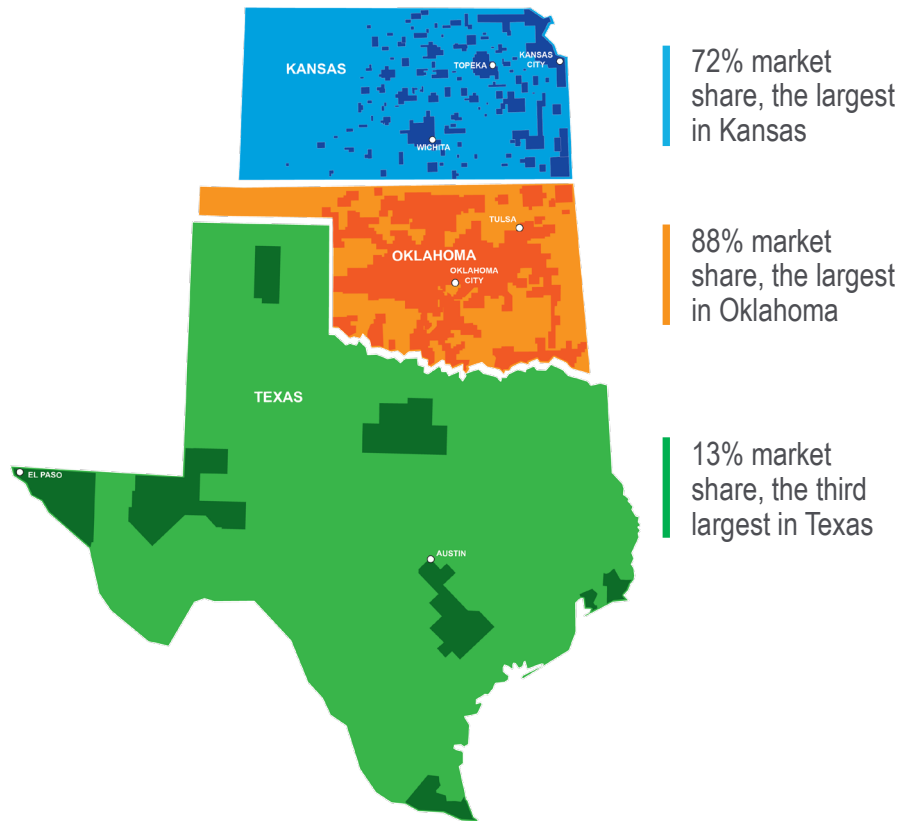 KANSAS
TOPEKA
KANSAS
CITY
WICHITA
72% market
share, the largest
in Kansas
TULSA
OKLAHOMA
OKLAHOMA
CITY
88% market
share, the largest
in Oklahoma
TEXAS
EL PASO
AUSTIN
13% market
share, the third
largest in Texas